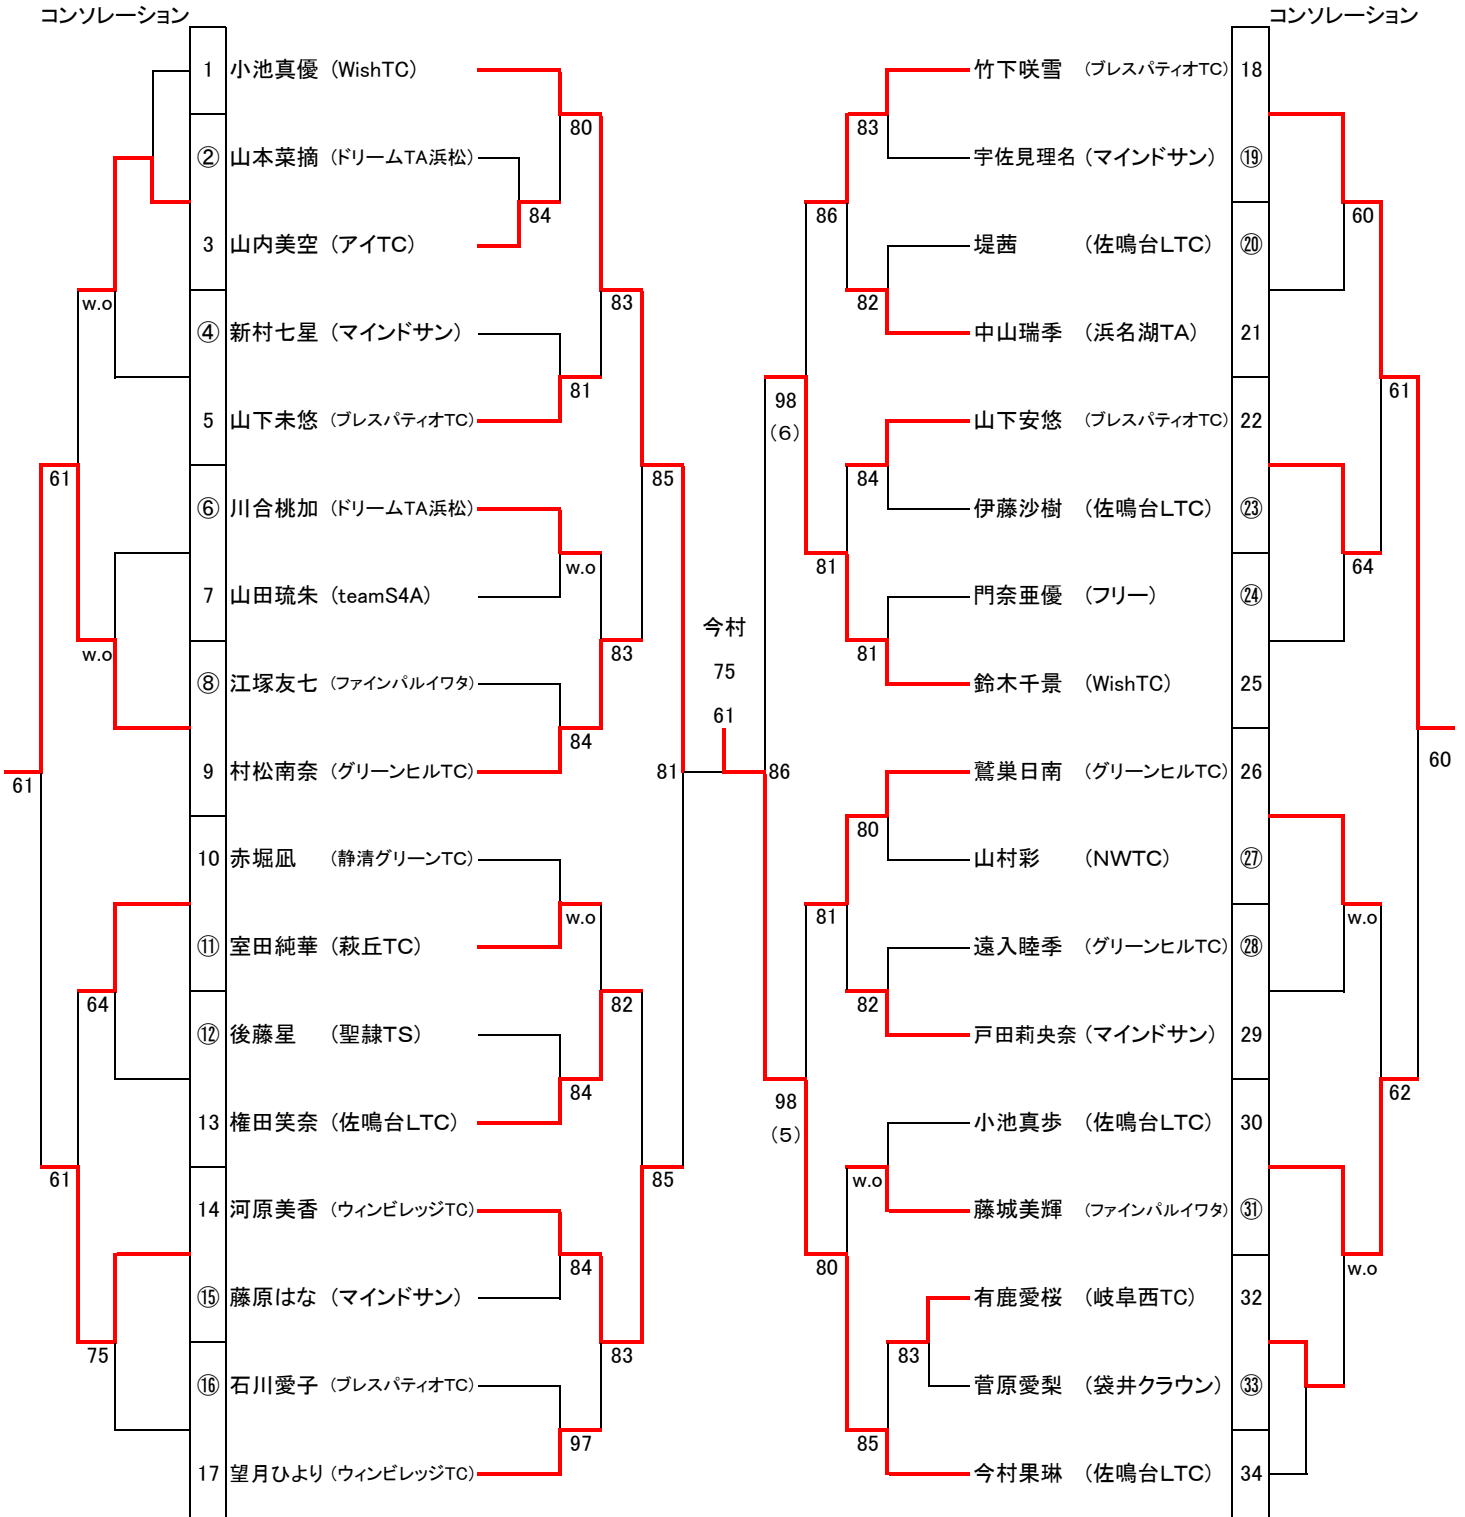 コンソレーション
1 小池真優 (WishTC)
80
② 山本菜摘 (ドリームTA浜松)
84
3 山内美空 (アイTC)
w.o
83
④ 新村七星 (マインドサン)
81
5 山下未悠 (ブレスパティオTC)
61
85
⑥ 川合桃加 (ドリームTA浜松)
w.o
7 山田琉朱 (teamS4A)
w.o
83
⑧ 江塚友七 (ファインパルイワタ)
84
9 村松南奈 (グリーンヒルTC)
61
81
10 赤堀凪 (静清グリーンTC)
w.o
⑪ 室田純華 (萩丘TC)
64
82
⑫ 後藤星 (聖隷TS)
84
13 権田笑奈 (佐鳴台LTC)
61
85
14 河原美香 (ウィンビレッジTC)
84
⑮ 藤原はな (マインドサン)
75
83
⑯ 石川愛子 (ブレスパティオTC)
97
17 望月ひより (ウィンビレッジTC)
今村
75
61
コンソレーション
竹下咲雪 (ブレスパティオTC) 18
83
宇佐見理名 (マインドサン) ⑲
86
60
堤茜 (佐鳴台LTC) ⑳
82
中山瑞季 (浜名湖TA) 21
98
(6)
61
山下安悠 (ブレスパティオTC) 22
84
伊藤沙樹 (佐鳴台LTC) ㉓
81
64
門奈亜優 (フリー) ㉔
81
鈴木千景 (WishTC) 25
86
60
鷲巣日南 (グリーンヒルTC) 26
80
山村彩 (NWTC) ㉗
81
w.o
遠入睦季 (グリーンヒルTC) ㉘
82
戸田莉央奈 (マインドサン) 29
98
(5)
62
小池真歩 (佐鳴台LTC) 30
w.o
藤城美輝 (ファインパルイワタ) ㉛
80
w.o
有鹿愛桜 (岐阜西TC) 32
83
菅原愛梨 (袋井クラウン) ㉝
85
今村果琳 (佐鳴台LTC) 34